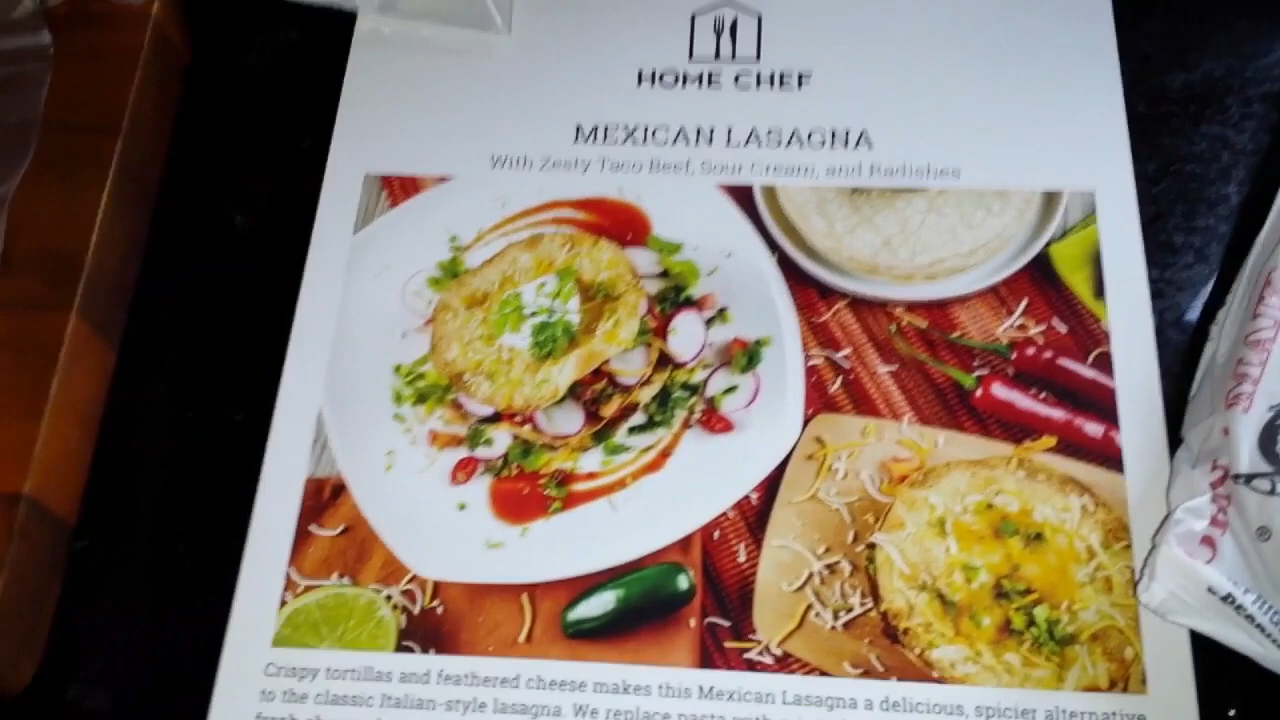 HOME CHEF
MEXICAN LASAGNA
With Zesty Taco Beef, Sour Cream, and Radishes
Crispy tortillas and feathered cheese makes this Mexican Lasagna a delicious, spicier alternative
to the classic Italian-style lasagna. We replace pasta with
®